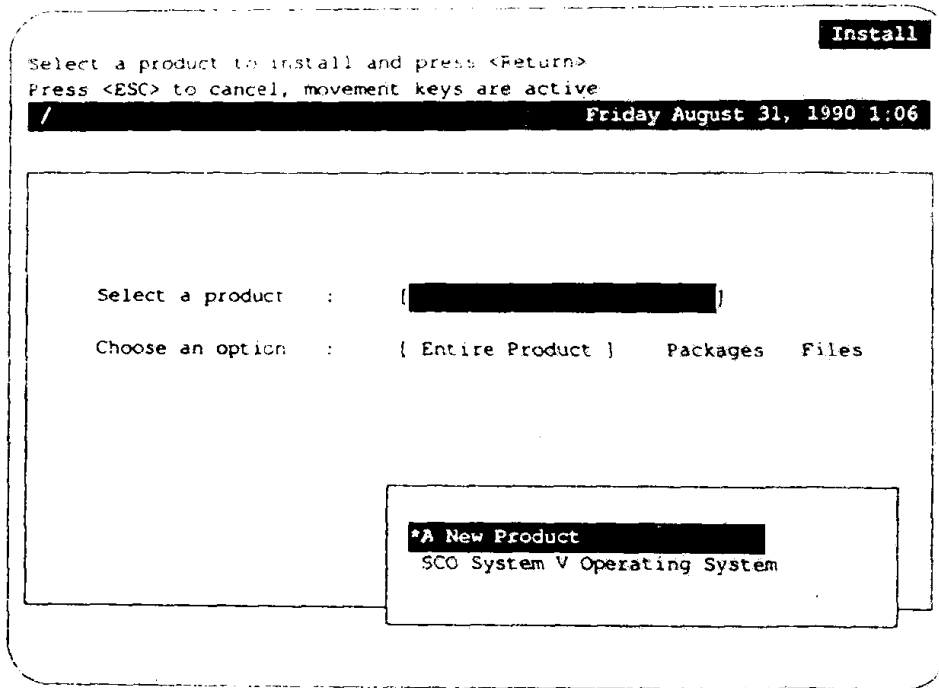 Install
Select a product to install and press <Return>
Press <ESC> to cancel, movement keys are active
/ Friday August 31, 1990 1:06
Select a product : [ ]
Choose an option : [ Entire Product ] Packages Files
*A New Product
SCO System V Operating System